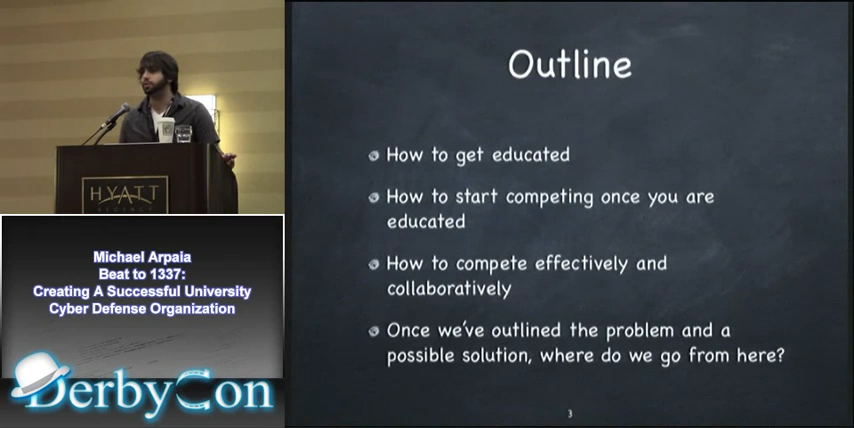 HYATT
Michael Arpaia
Beat to 1337:
Creating A Successful University
Cyber Defense Organization
DerbyCon
Outline
How to get educated
How to start competing once you are
educated
How to compete effectively and
collaboratively
Once we've outlined the problem and a
possible solution, where do we go from here?
3